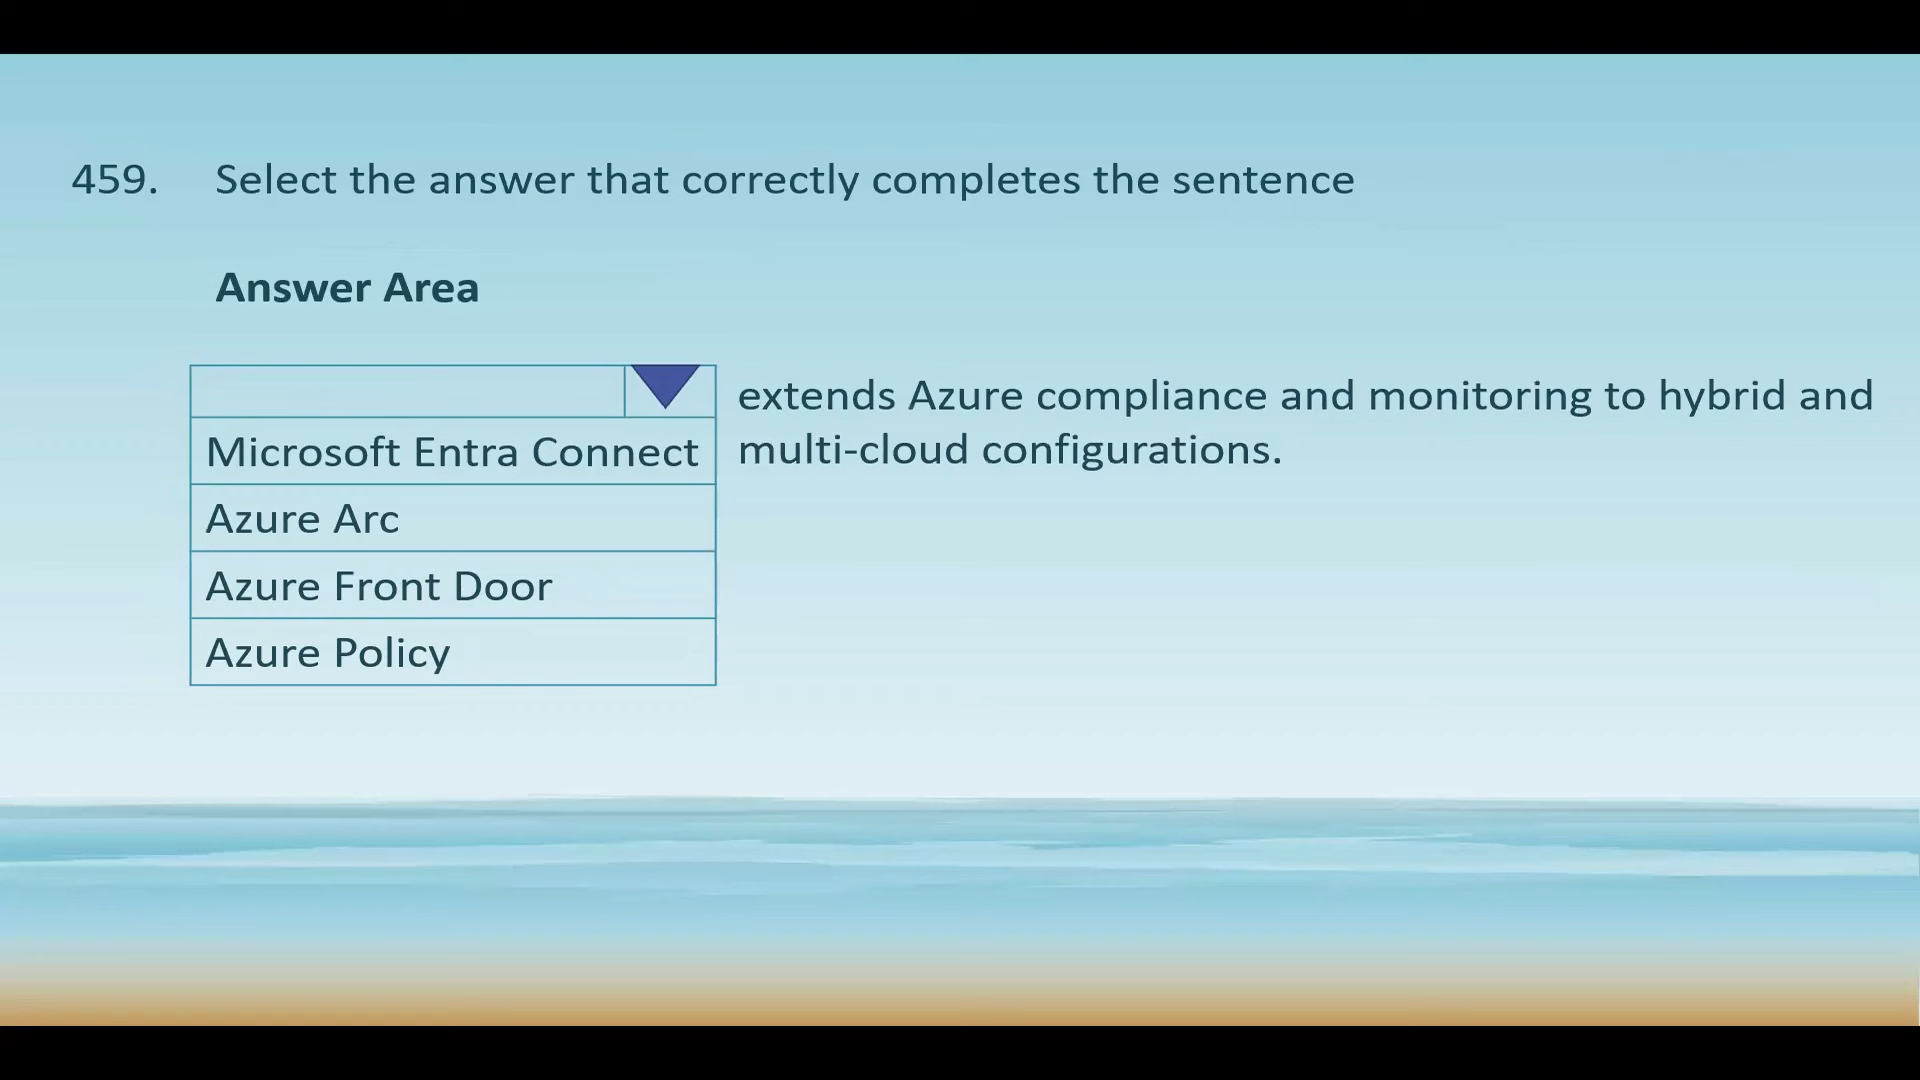 459. Select the answer that correctly completes the sentence
Answer Area
extends Azure compliance and monitoring to hybrid and
multi-cloud configurations.
Microsoft Entra Connect
Azure Arc
Azure Front Door
Azure Policy